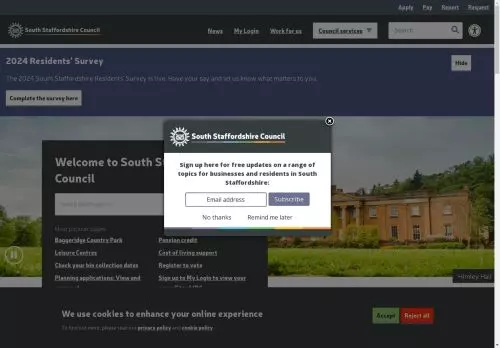 Apply Pay Report Request
South Staffordshire Council
News My Login Work for us Council services Search
2024 Residents' Survey
The 2024 South Staffordshire Residents' Survey is live. Have your say and let us know what matters to you.
Hide
Complete the survey here
South Staffordshire Council
Sign up here for free updates on a range of
topics for businesses and residents in South
Staffordshire:
Email address Subscribe
No thanks Remind me later
Welcome to South S
Council
Most popular pages
Baggeridge Country Park Pension credit
Leisure Centres Cost of living support
Check your bin collection dates Register to vote
Planning applications: View and Sign up to My Login to view your
Himley Hall
We use cookies to enhance your online experience
To find out more, please read our privacy policy and cookie policy
Accept Reject all